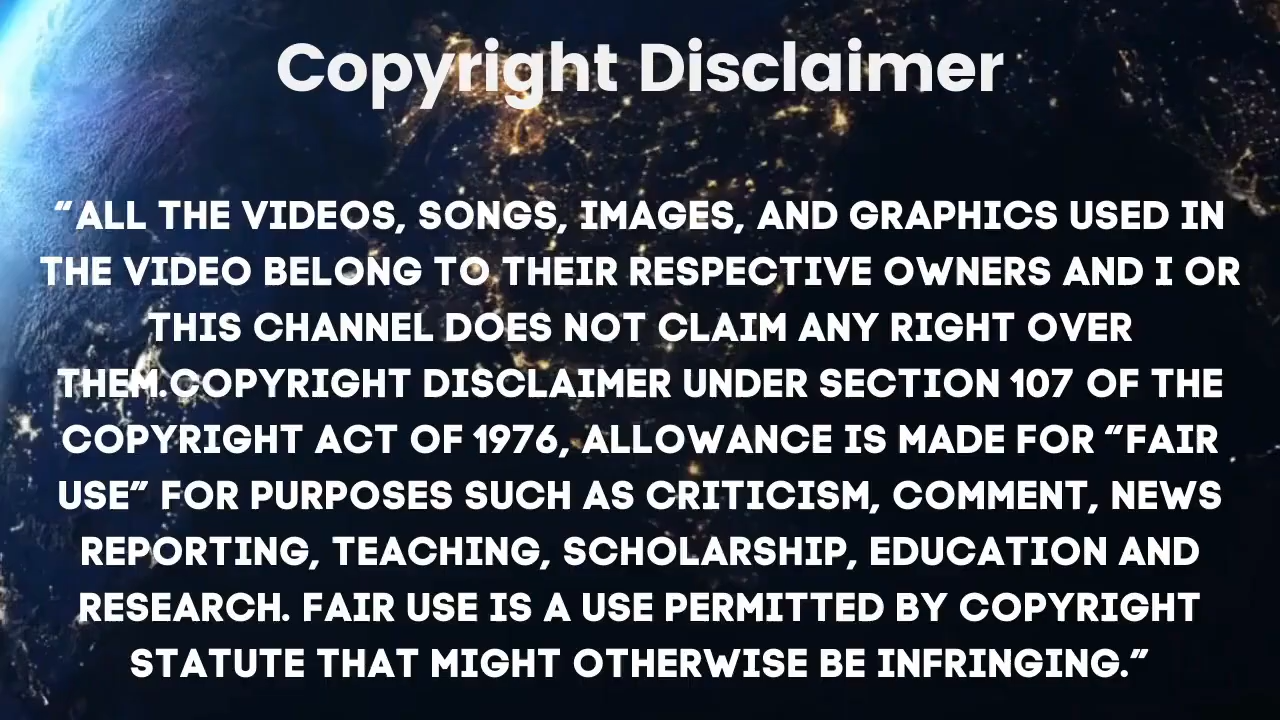 Copyright Disclaimer
“ALL THE VIDEOS, SONGS, IMAGES, AND GRAPHICS USED IN
THE VIDEO BELONG TO THEIR RESPECTIVE OWNERS AND I OR
THIS CHANNEL DOES NOT CLAIM ANY RIGHT OVER
THEM.COPYRIGHT DISCLAIMER UNDER SECTION 107 OF THE
COPYRIGHT ACT OF 1976, ALLOWANCE IS MADE FOR “FAIR
USE” FOR PURPOSES SUCH AS CRITICISM, COMMENT, NEWS
REPORTING, TEACHING, SCHOLARSHIP, EDUCATION AND
RESEARCH. FAIR USE IS A USE PERMITTED BY COPYRIGHT
STATUTE THAT MIGHT OTHERWISE BE INFRINGING.”